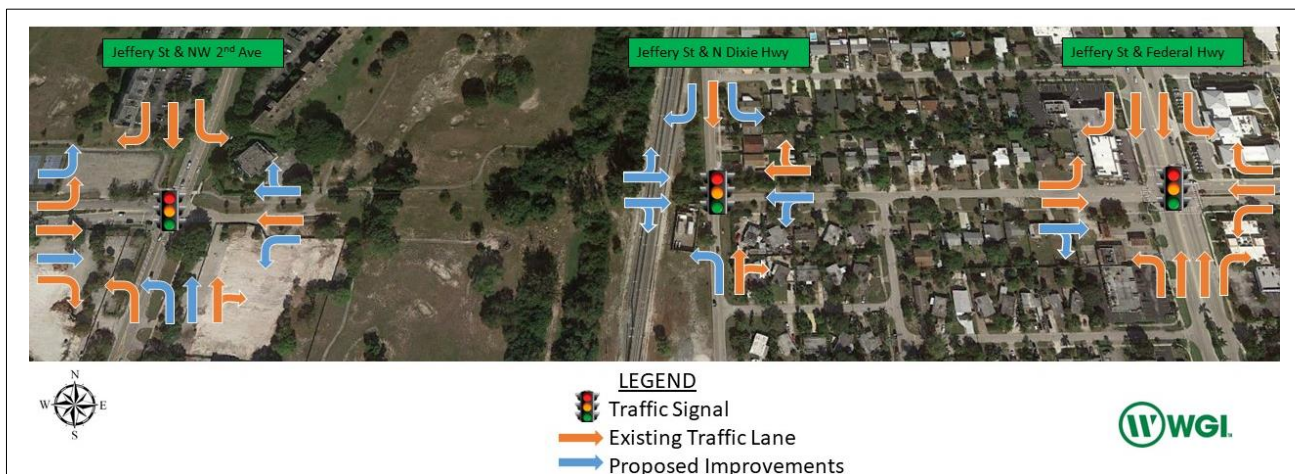 Jeffery St & NW 2nd Ave
Jeffery St & N Dixie Hwy
Jeffery St & Federal Hwy
N
W E
S
LEGEND
Traffic Signal
Existing Traffic Lane
Proposed Improvements
WGI